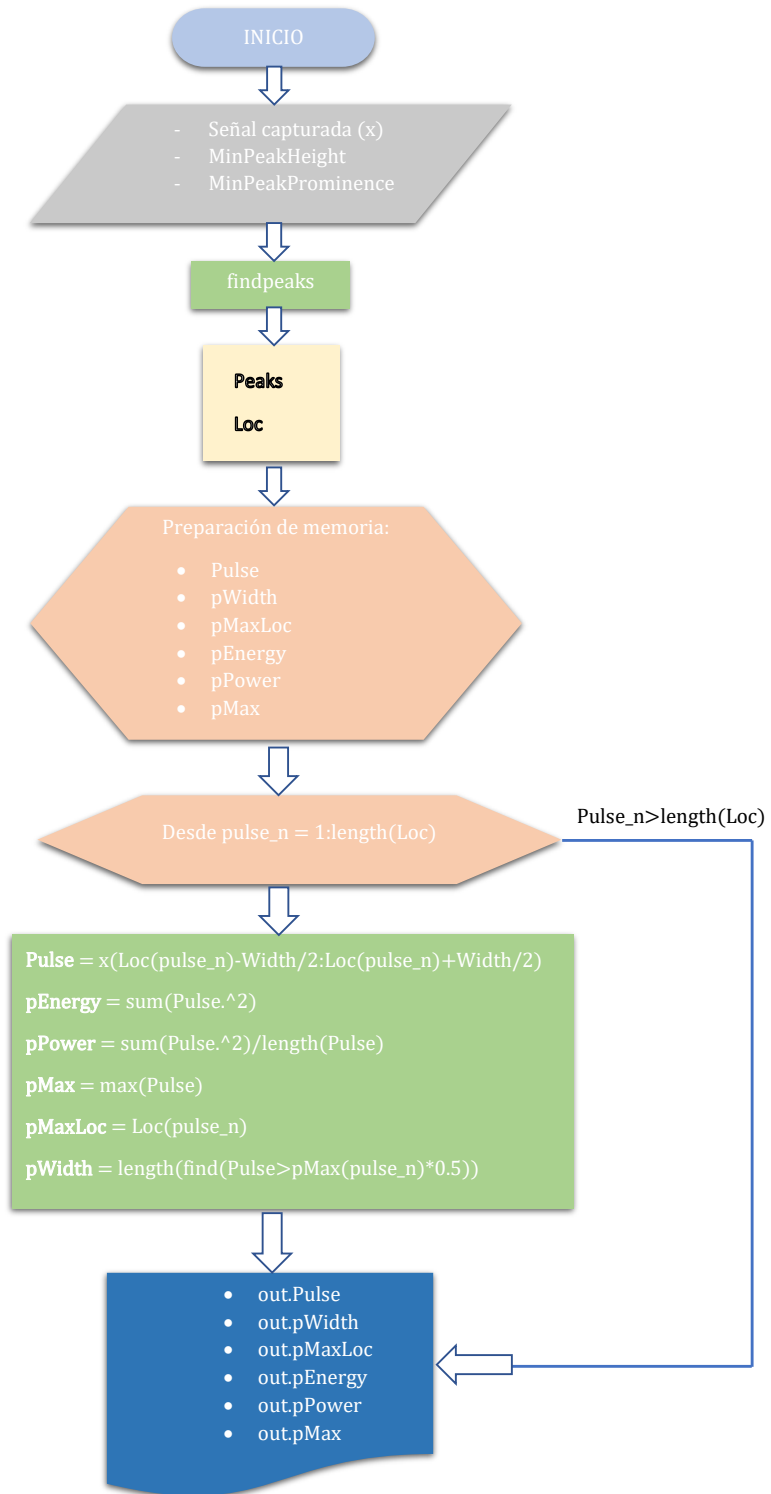 INICIO
- Señal capturada (x)
- MinPeakHeight
- MinPeakProminence
findpeaks
Peaks
Loc
Preparación de memoria:
• Pulse
• pWidth
• pMaxLoc
• pEnergy
• pPower
• pMax
Desde pulse_n = 1:length(Loc)
Pulse_n>length(Loc)
Pulse = x(Loc(pulse_n)-Width/2:Loc(pulse_n)+Width/2)
pEnergy = sum(Pulse.^2)
pPower = sum(Pulse.^2)/length(Pulse)
pMax = max(Pulse)
pMaxLoc = Loc(pulse_n)
pWidth = length(find(Pulse>pMax(pulse_n)*0.5))
• out.Pulse
• out.pWidth
• out.pMaxLoc
• out.pEnergy
• out.pPower
• out.pMax